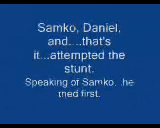 Samko, Daniel,
and. ..that's
it...attempted the
stunt.
Speaking of Samko. .he
tried first.